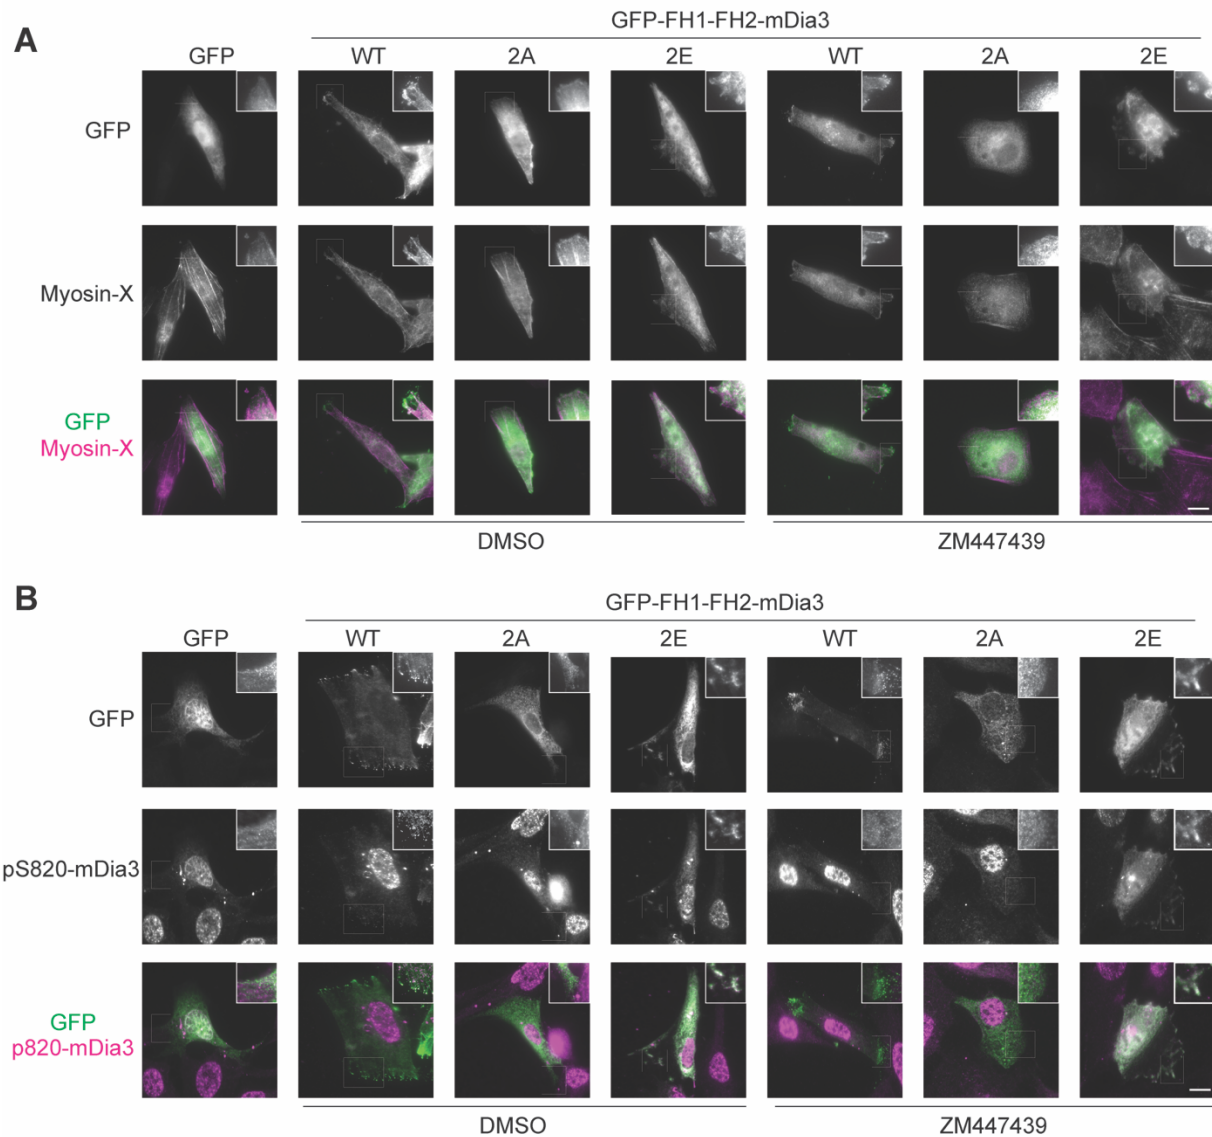 A
GFP-FH1-FH2-mDia3
GFP WT 2A 2E WT 2A 2E
GFP
Myosin-X
GFP
Myosin-X
DMSO ZM447439
B
GFP-FH1-FH2-mDia3
GFP WT 2A 2E WT 2A 2E
GFP
pS820-mDia3
GFP
p820-mDia3
DMSO ZM447439